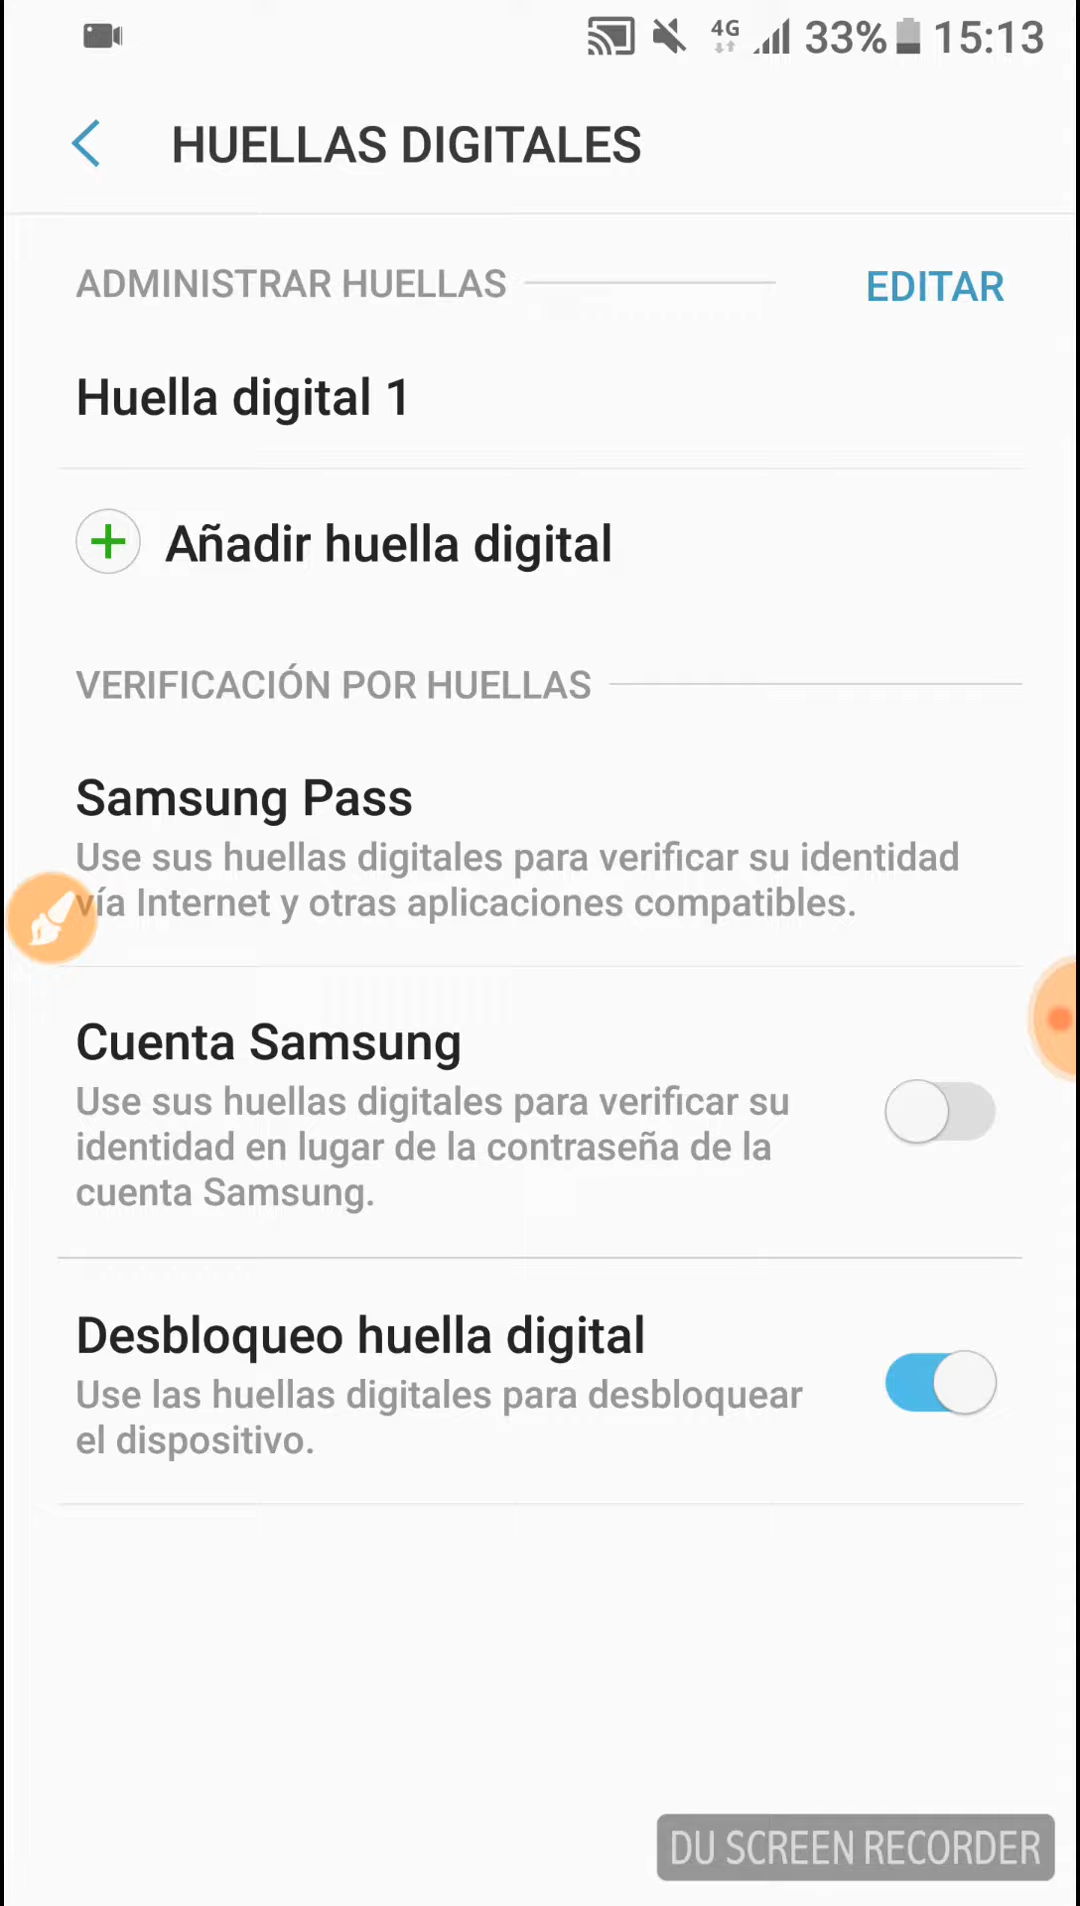 4G 33% 15:13
HUELLAS DIGITALES
ADMINISTRAR HUELLAS EDITAR
Huella digital 1
Añadir huella digital
VERIFICACIÓN POR HUELLAS
Samsung Pass
Use sus huellas digitales para verificar su identidad
vía Internet y otras aplicaciones compatibles.
Cuenta Samsung
Use sus huellas digitales para verificar su
identidad en lugar de la contraseña de la
cuenta Samsung.
Desbloqueo huella digital
Use las huellas digitales para desbloquear
el dispositivo.
DU SCREEN RECORDER